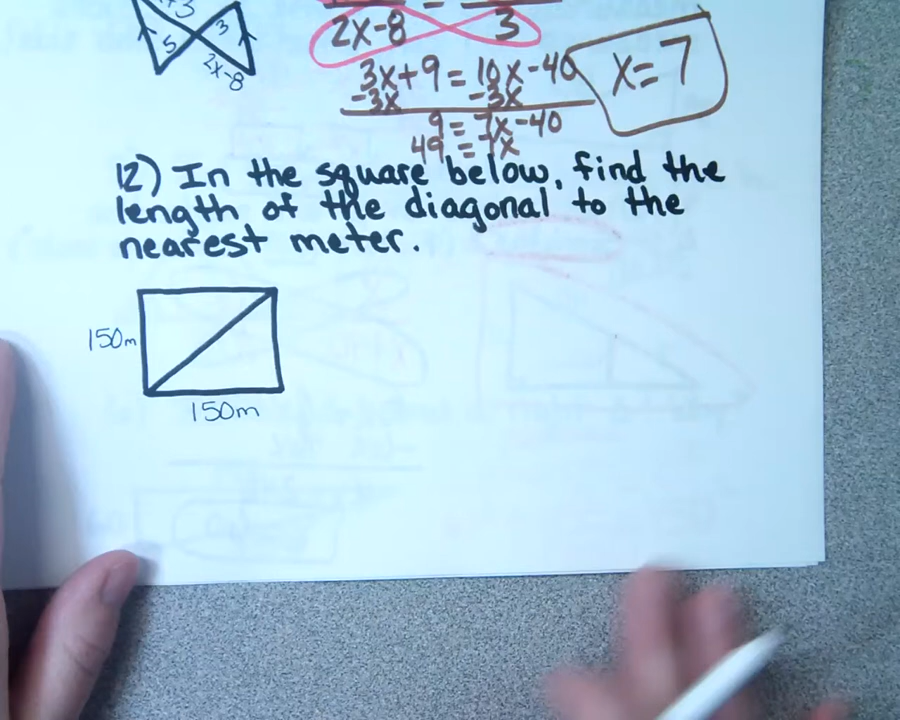 +3
5
3
2x-8
2x-8 3
3x+9 = 10x-40
-3x -3x
9 = 7x-40
49 = 7x
x=7
12) In the square below, find the
length of the diagonal to the
nearest meter.
150m
150m